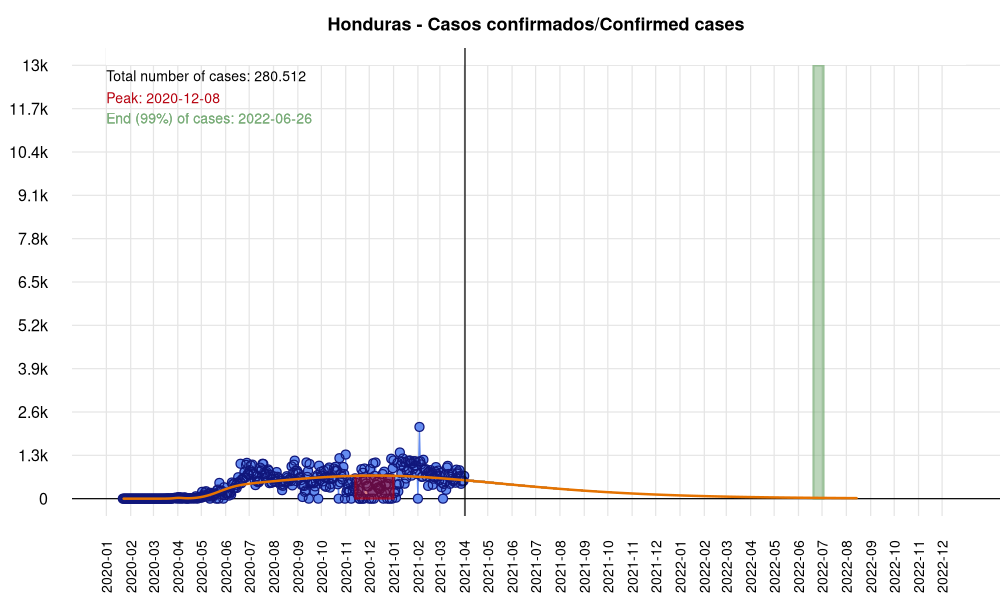 Honduras - Casos confirmados/Confirmed cases
Total number of cases: 280.512
Peak: 2020-12-08
End (99%) of cases: 2022-06-26
13k
11.7k
10.4k
9.1k
7.8k
6.5k
5.2k
3.9k
2.6k
1.3k
0
2020-01
2020-02
2020-03
2020-04
2020-05
2020-06
2020-07
2020-08
2020-09
2020-10
2020-11
2020-12
2021-01
2021-02
2021-03
2021-04
2021-05
2021-06
2021-07
2021-08
2021-09
2021-10
2021-11
2021-12
2022-01
2022-02
2022-03
2022-04
2022-05
2022-06
2022-07
2022-08
2022-09
2022-10
2022-11
2022-12